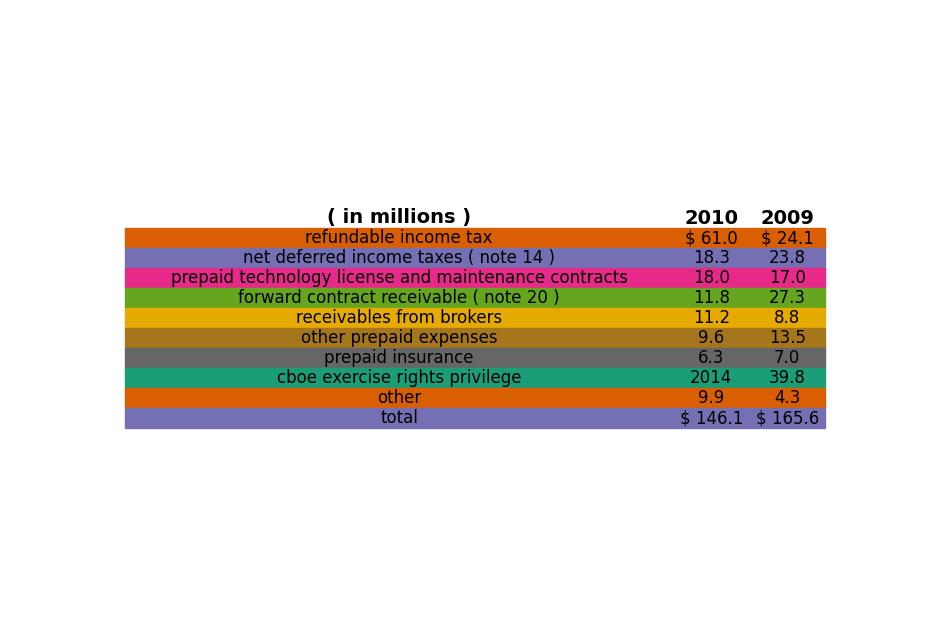 ( in millions ) 2010 2009
refundable income tax $ 61.0 $ 24.1
net deferred income taxes ( note 14 ) 18.3 23.8
prepaid technology license and maintenance contracts 18.0 17.0
forward contract receivable ( note 20 ) 11.8 27.3
receivables from brokers 11.2 8.8
other prepaid expenses 9.6 13.5
prepaid insurance 6.3 7.0
cboe exercise rights privilege 2014 39.8
other 9.9 4.3
total $ 146.1 $ 165.6